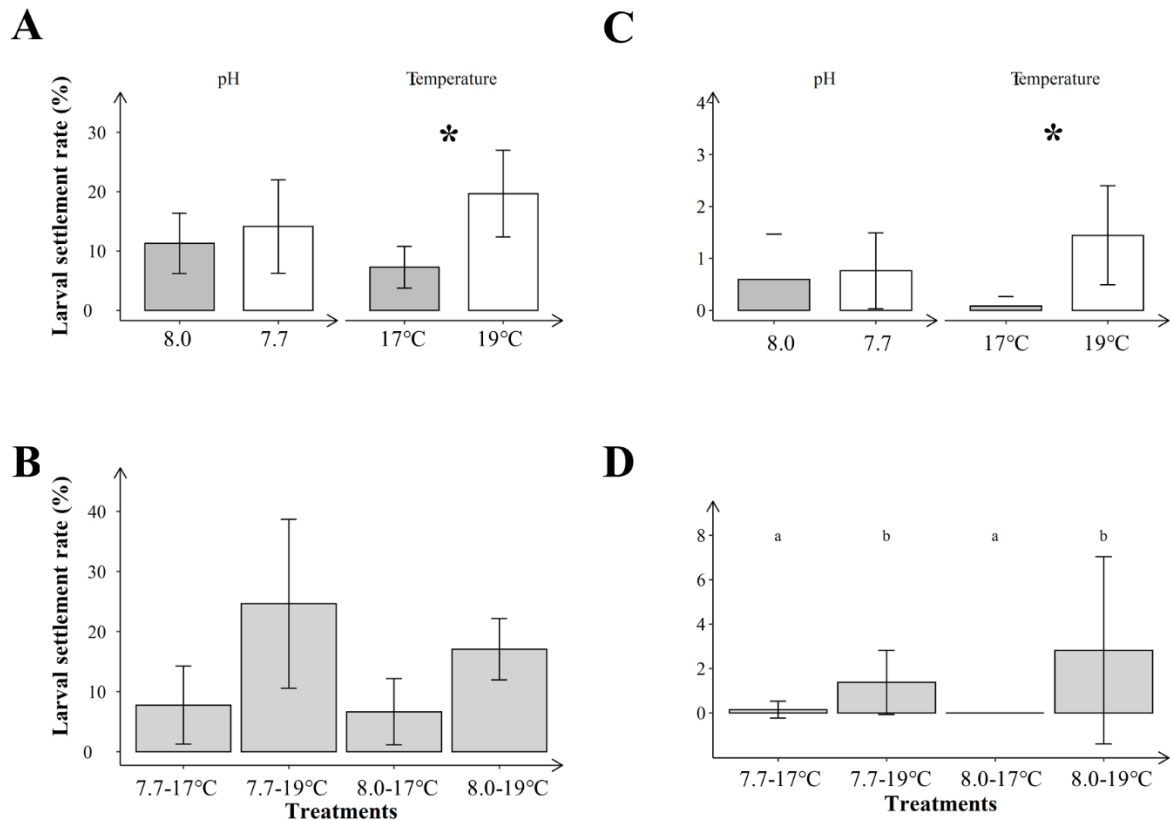 A
pH Temperature
Larval settlement rate (%)
30
20
10
0
*
8.0 7.7 17°C 19°C
C
pH Temperature
4
3
2
1
0
*
8.0 7.7 17°C 19°C
B
Larval settlement rate (%)
40
30
20
10
0
7.7-17°C 7.7-19°C 8.0-17°C 8.0-19°C
Treatments
D
8
6
4
2
0
a b a b
7.7-17°C 7.7-19°C 8.0-17°C 8.0-19°C
Treatments